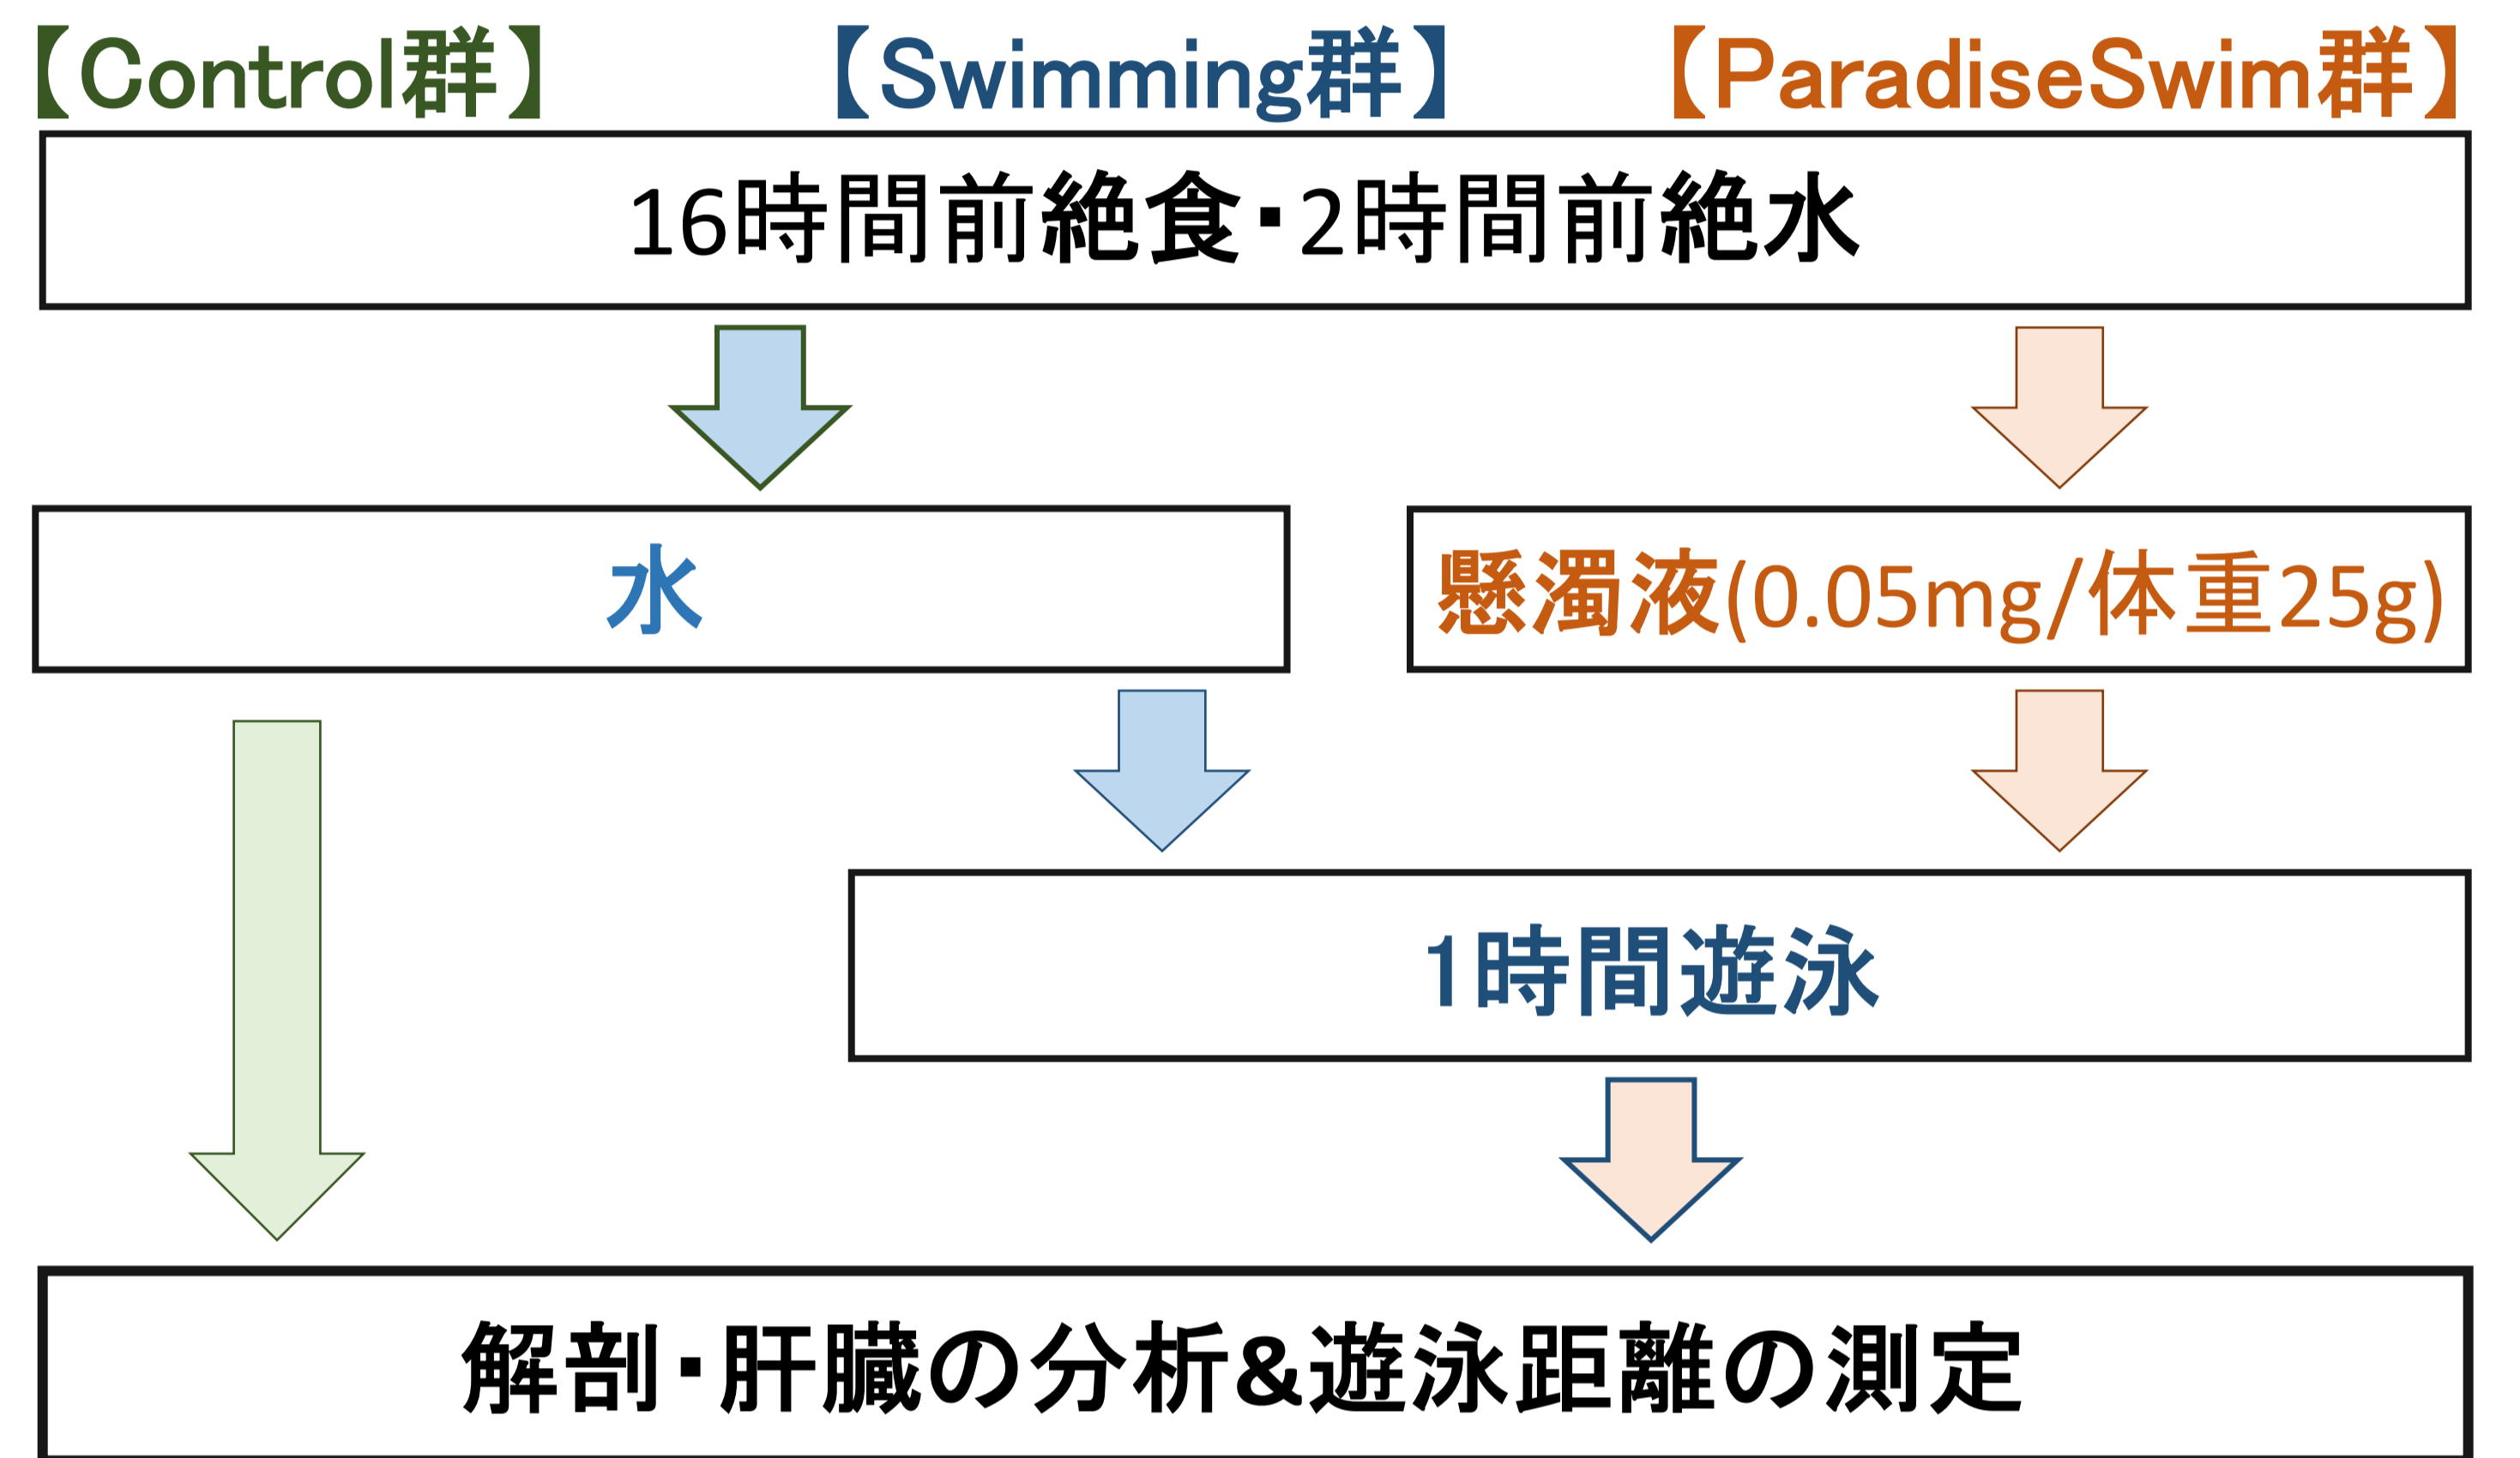 【Control群】 【Swimming群】 【ParadiseSwim群】
16時間前絶食・2時間前絶水
水
懸濁液(0.05mg/体重25g)
1時間遊泳
解剖・肝臓の分析&遊泳距離の測定